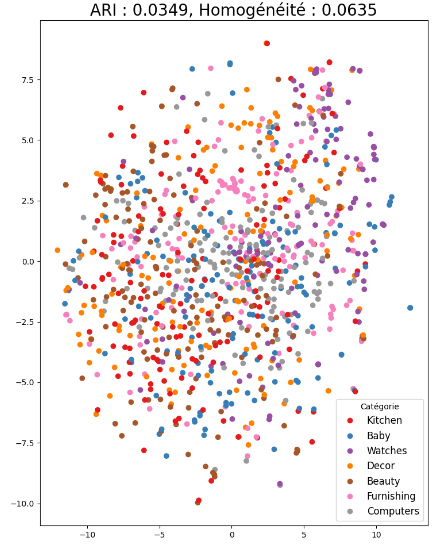 ARI : 0.0349, Homogénéité : 0.0635
7.5
5.0
2.5
0.0
−2.5
−5.0
−7.5
−10.0
Catégorie
Kitchen
Baby
Watches
Decor
Beauty
Furnishing
Computers
−10
−5
0
5
10